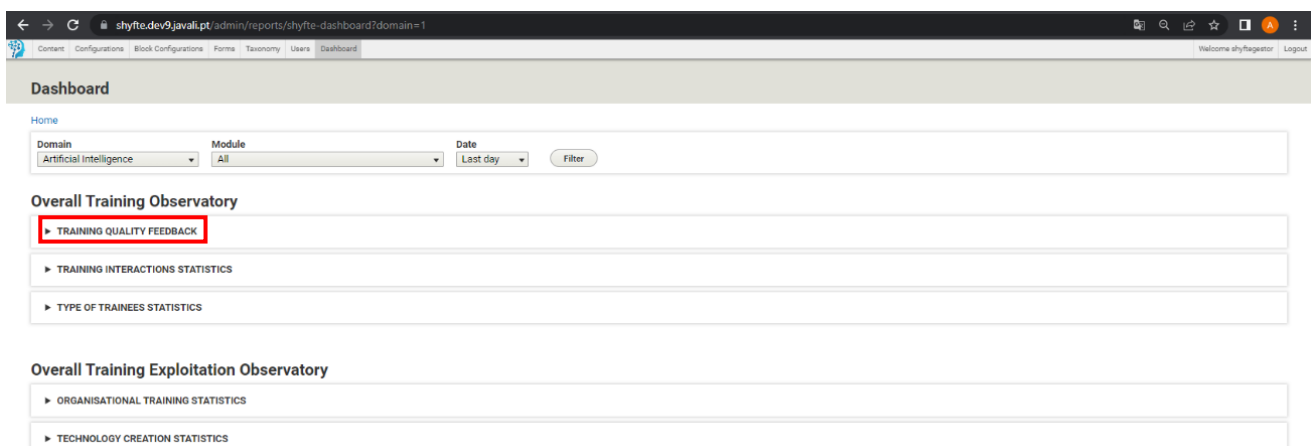 shyfte.dev9.javali.pt/admin/reports/shyfte-dashboard?domain=1
A
Content Configurations Block Configurations Forms Taxonomy Users Dashboard Welcome shyftegestor Logout
Dashboard
Home
Domain Module Date
Artificial Intelligence All Last day Filter
Overall Training Observatory
TRAINING QUALITY FEEDBACK
TRAINING INTERACTIONS STATISTICS
TYPE OF TRAINEES STATISTICS
Overall Training Exploitation Observatory
ORGANISATIONAL TRAINING STATISTICS
TECHNOLOGY CREATION STATISTICS